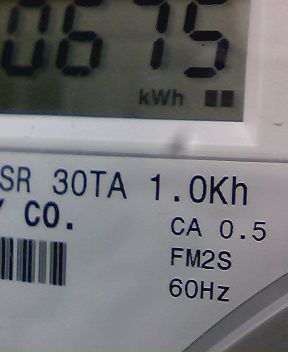 0675
kWh
SR 30TA 1.0Kh
Y CO.
CA 0.5
FM2S
60Hz